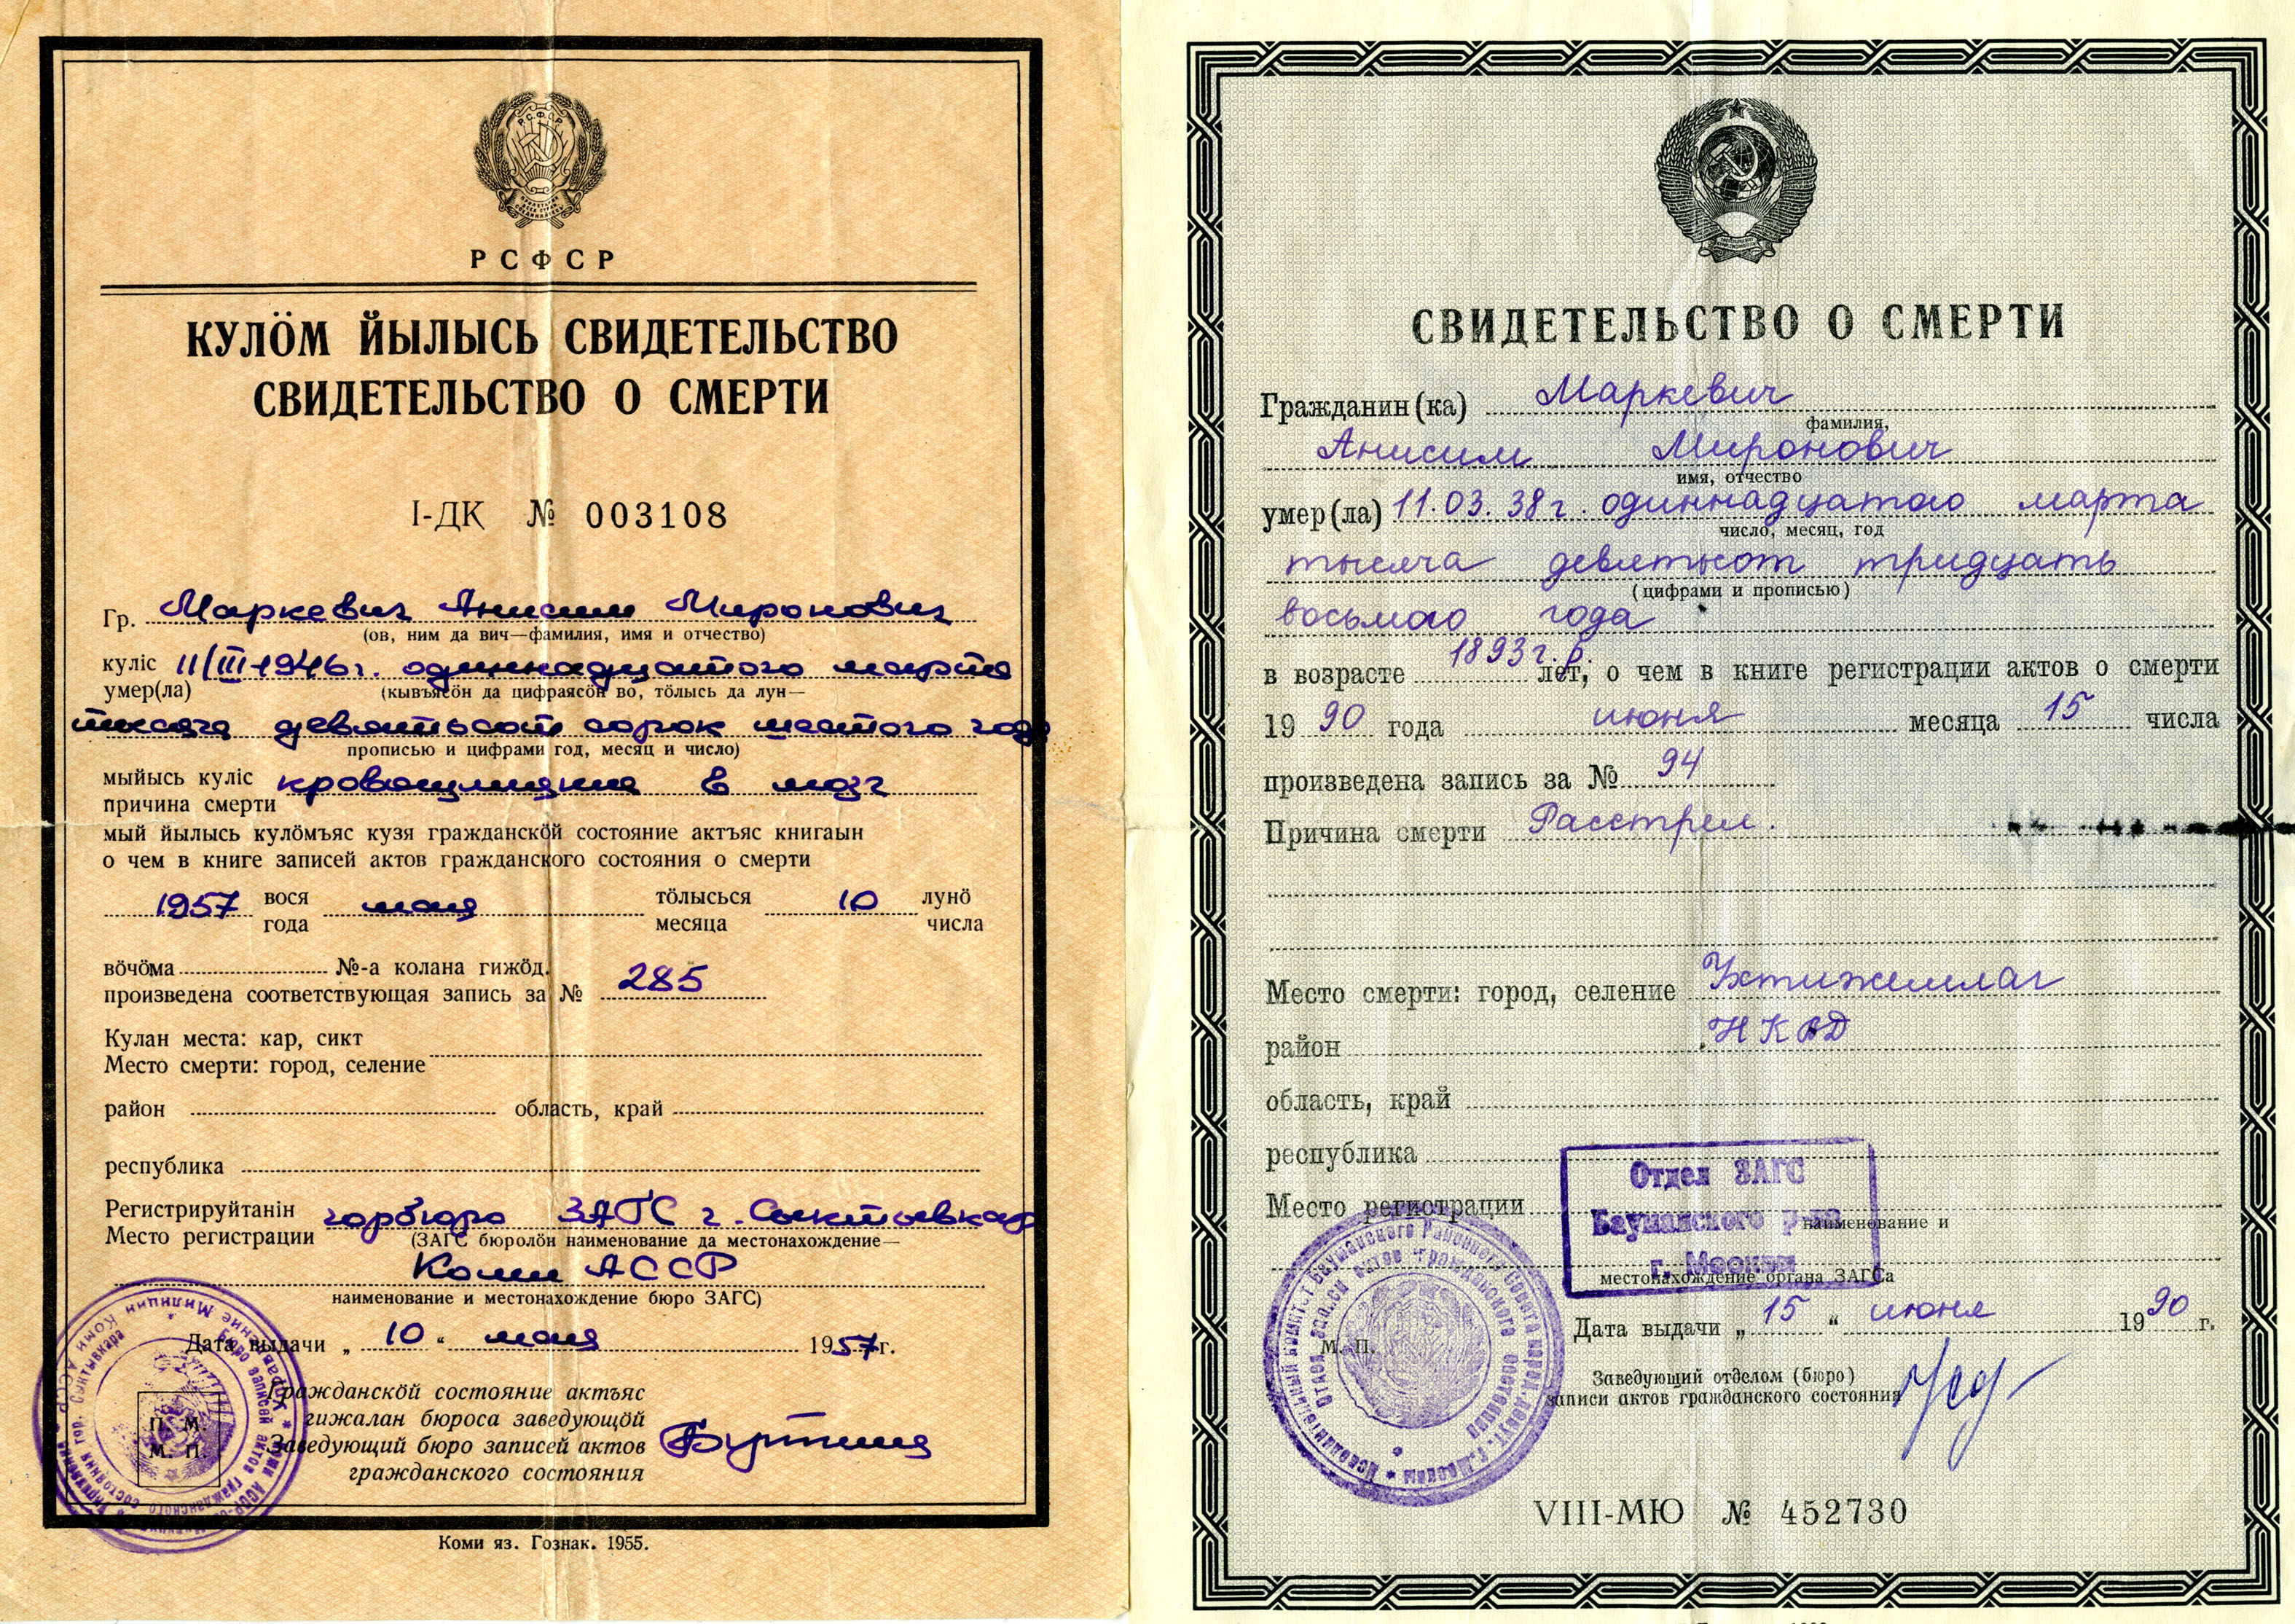 РСФСР
КУЛӦМ ЙЫЛЫСЬ СВИДЕТЕЛЬСТВО
СВИДЕТЕЛЬСТВО О СМЕРТИ
I-ДК № 003108
Гр. Маркевич Анисим Миронович
(ов, ним да вич—фамилия, имя и отчество)
куліс 11/III-1946г. одиннадцатого марта
умер(ла) (кывъясӧн да цифраясӧн во, тӧлысь да лун—
тысяча девятьсот сорок шестого года
прописью и цифрами год, месяц и число)
мыйысь куліс кровоизлияние в мозг
причина смерти
мый йылысь кулӧмъяс кузя гражданскӧй состояние актъяс книгаын
о чем в книге записей актов гражданского состояния о смерти
1957 вося мая тӧлысься 10 лунӧ
года месяца числа
вӧчӧма №-а колана гижӧд.
произведена соответствующая запись за № 285
Кулан места: кар, сикт
Место смерти: город, селение
район область, край
республика
Регистрируйтанін горбюро ЗАГС г. Сыктывкар
Место регистрации (ЗАГС бюролӧн наименование да местонахождение—
Коми АССР
наименование и местонахождение бюро ЗАГС)
Дата выдачи „ 10 “ мая 1957г.
П. М.
М. П.
Гражданскӧй состояние актъяс
гижалан бюроса заведующӧй
Заведующий бюро записей актов
гражданского состояния
Коми яз. Гознак. 1955.
СВИДЕТЕЛЬСТВО О СМЕРТИ
Гражданин(ка) Маркевич
фамилия,
Анисим Миронович
имя, отчество
умер(ла) 11.03.38г. одиннадцатого марта
число, месяц, год
тысяча девятьсот тридцать
(цифрами и прописью)
восьмого года
в возрасте 1893г.р. лет, о чем в книге регистрации актов о смерти
19 90 года июня месяца 15 числа
произведена запись за № 94
Причина смерти Расстрел.
Место смерти: город, селение Ухтижемлаг
район НКВД
область, край
республика
Место регистрации
Отдел ЗАГС
Бауманского р-на
г. Москвы
наименование и
местонахождение органа ЗАГСа
М. П.
Дата выдачи „ 15 “ июня 19 90 г.
Заведующий отделом (бюро)
записи актов гражданского состояния
VIII-МЮ № 452730